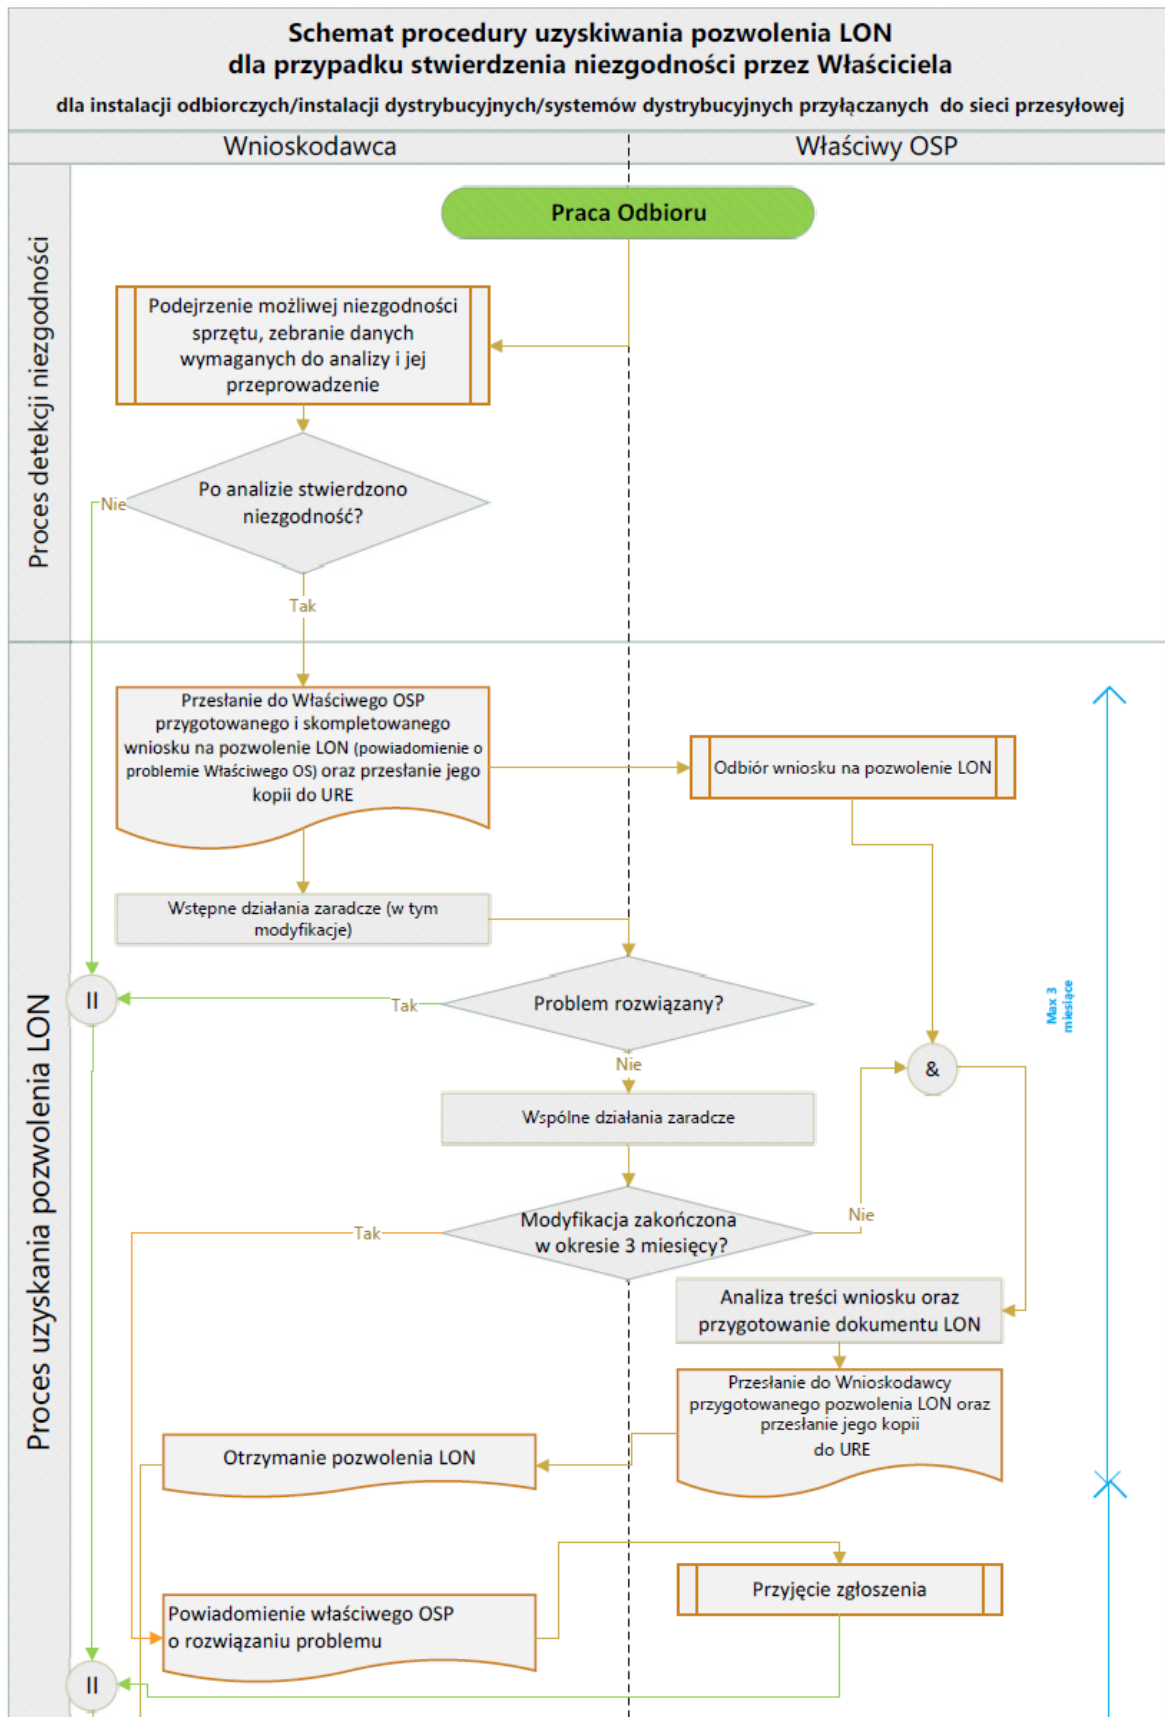 Schemat procedury uzyskiwania pozwolenia LON
dla przypadku stwierdzenia niezgodności przez Właściciela
dla instalacji odbiorczych/instalacji dystrybucyjnych/systemów dystrybucyjnych przyłączanych do sieci przesyłowej
Wnioskodawca
Właściwy OSP
Proces detekcji niezgodności
Praca Odbioru
Podejrzenie możliwej niezgodności
sprzętu, zebranie danych
wymaganych do analizy i jej
przeprowadzenie
Po analizie stwierdzono
niezgodność?
Nie
Tak
Proces uzyskania pozwolenia LON
Przesłanie do Właściwego OSP
przygotowanego i skompletowanego
wniosku na pozwolenie LON (powiadomienie o
problemie Właściwego OS) oraz przesłanie jego
kopii do URE
Odbiór wniosku na pozwolenie LON
Wstępne działania zaradcze (w tym
modyfikacje)
II
Tak
Problem rozwiązany?
Max 3
miesiące
Nie
&
Wspólne działania zaradcze
Nie
Tak
Modyfikacja zakończona
w okresie 3 miesięcy?
Analiza treści wniosku oraz
przygotowanie dokumentu LON
Przesłanie do Wnioskodawcy
przygotowanego pozwolenia LON oraz
przesłanie jego kopii
do URE
Otrzymanie pozwolenia LON
Przyjęcie zgłoszenia
Powiadomienie właściwego OSP
o rozwiązaniu problemu
II